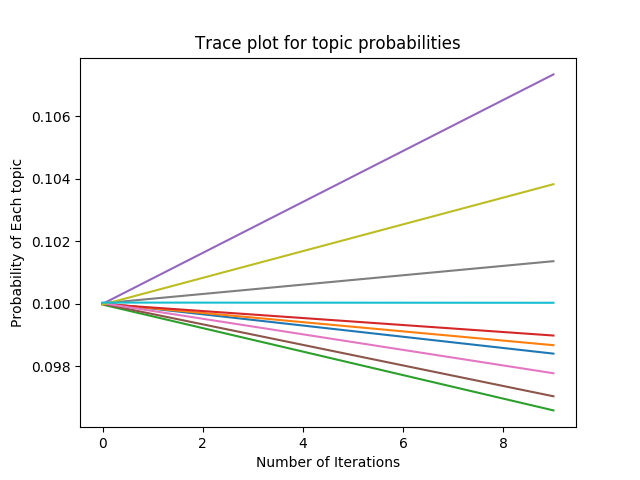 Trace plot for topic probabilities
Probability of Each topic
0.106
0.104
0.102
0.100
0.098
0 2 4 6 8
Number of Iterations